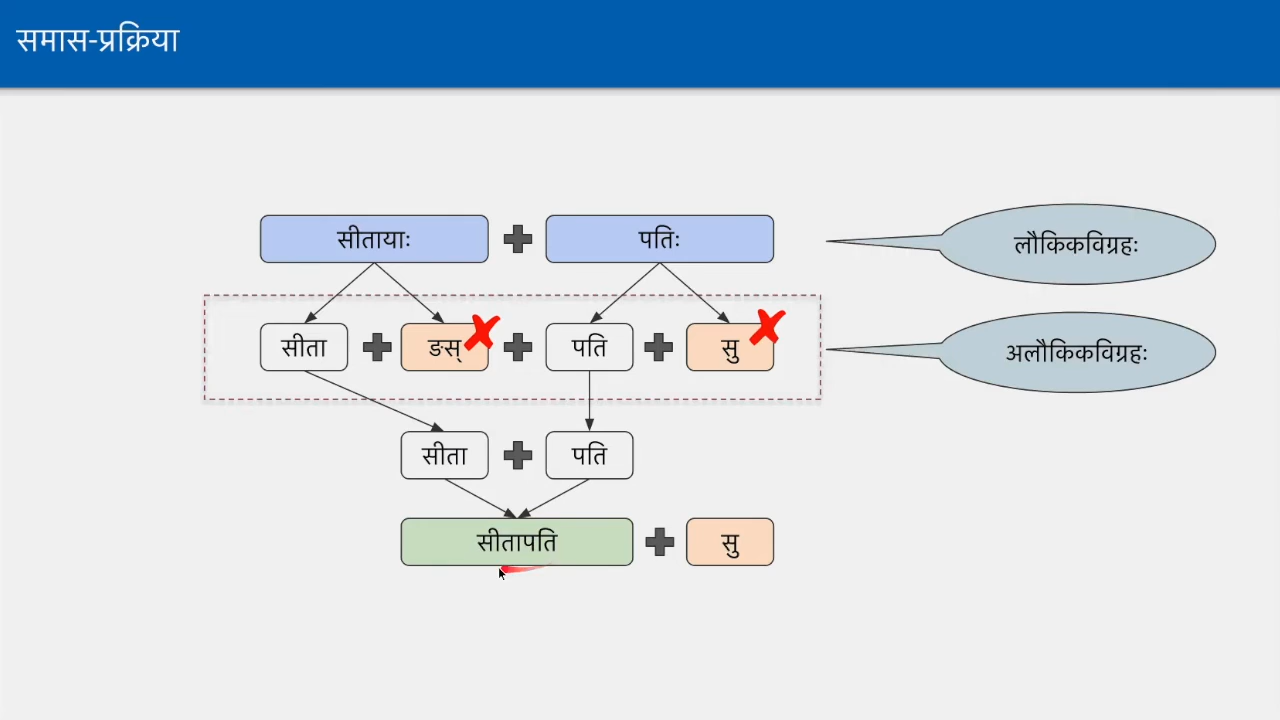 समास-प्रक्रिया
सीतायाः पतिः लौकिकविग्रहः
सीता ङस् पति सु अलौकिकविग्रहः
सीता पति
सीतापति सु